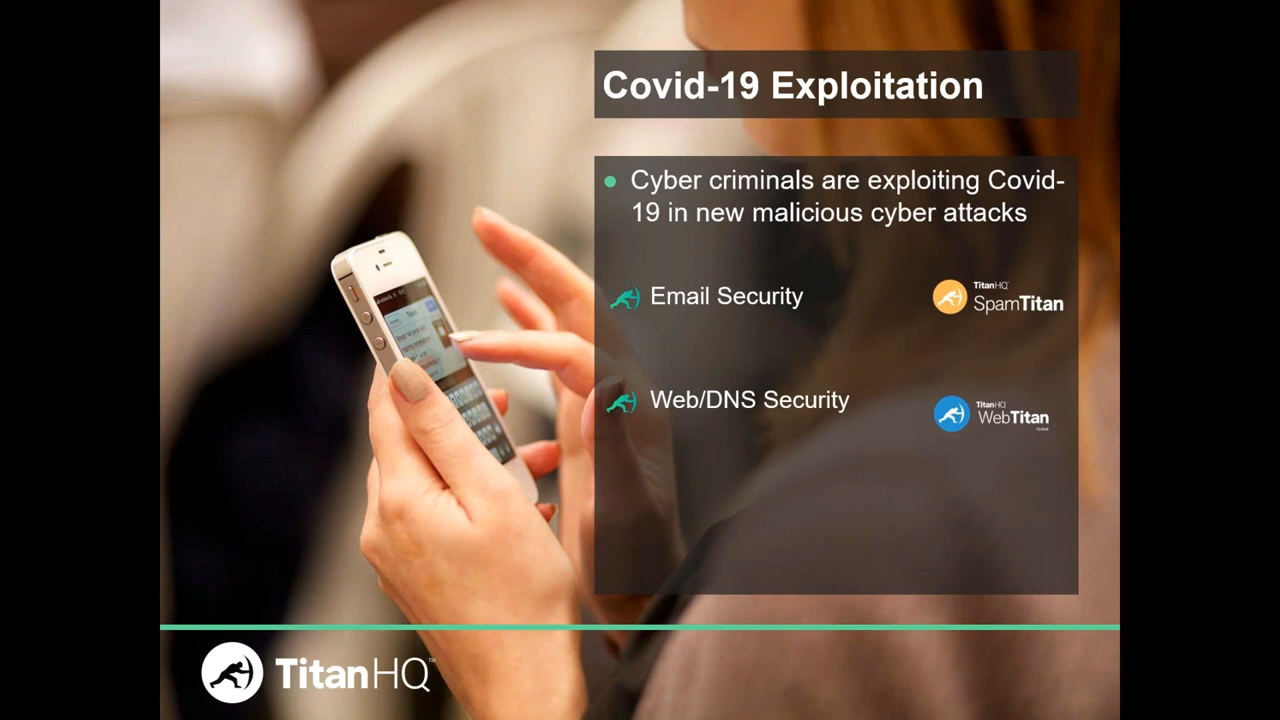 Covid-19 Exploitation
Cyber criminals are exploiting Covid-
19 in new malicious cyber attacks
Email Security
TitanHQ
SpamTitan
Web/DNS Security
TitanHQ
WebTitan
TitanHQ™